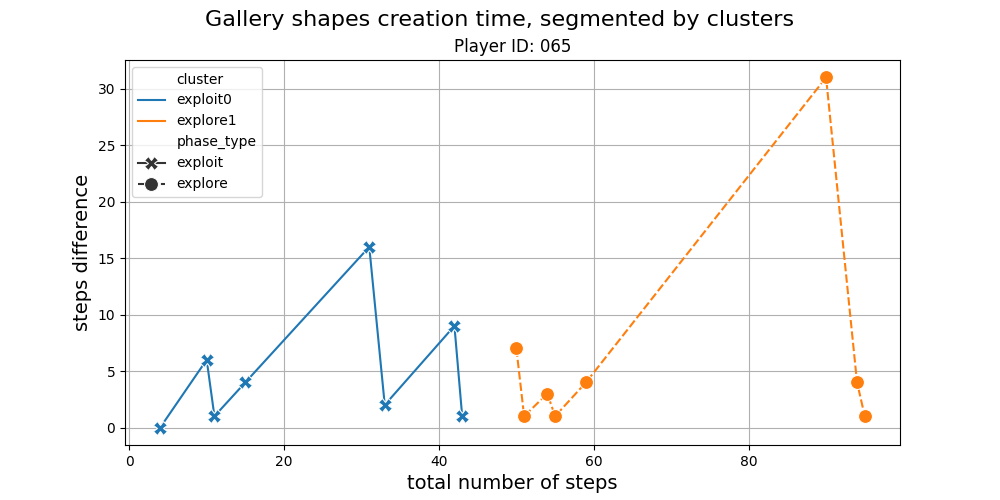 Gallery shapes creation time, segmented by clusters
Player ID: 065
cluster
exploit0
explore1
phase_type
exploit
explore
steps difference
30
25
20
15
10
5
0
0 20 40 60 80
total number of steps